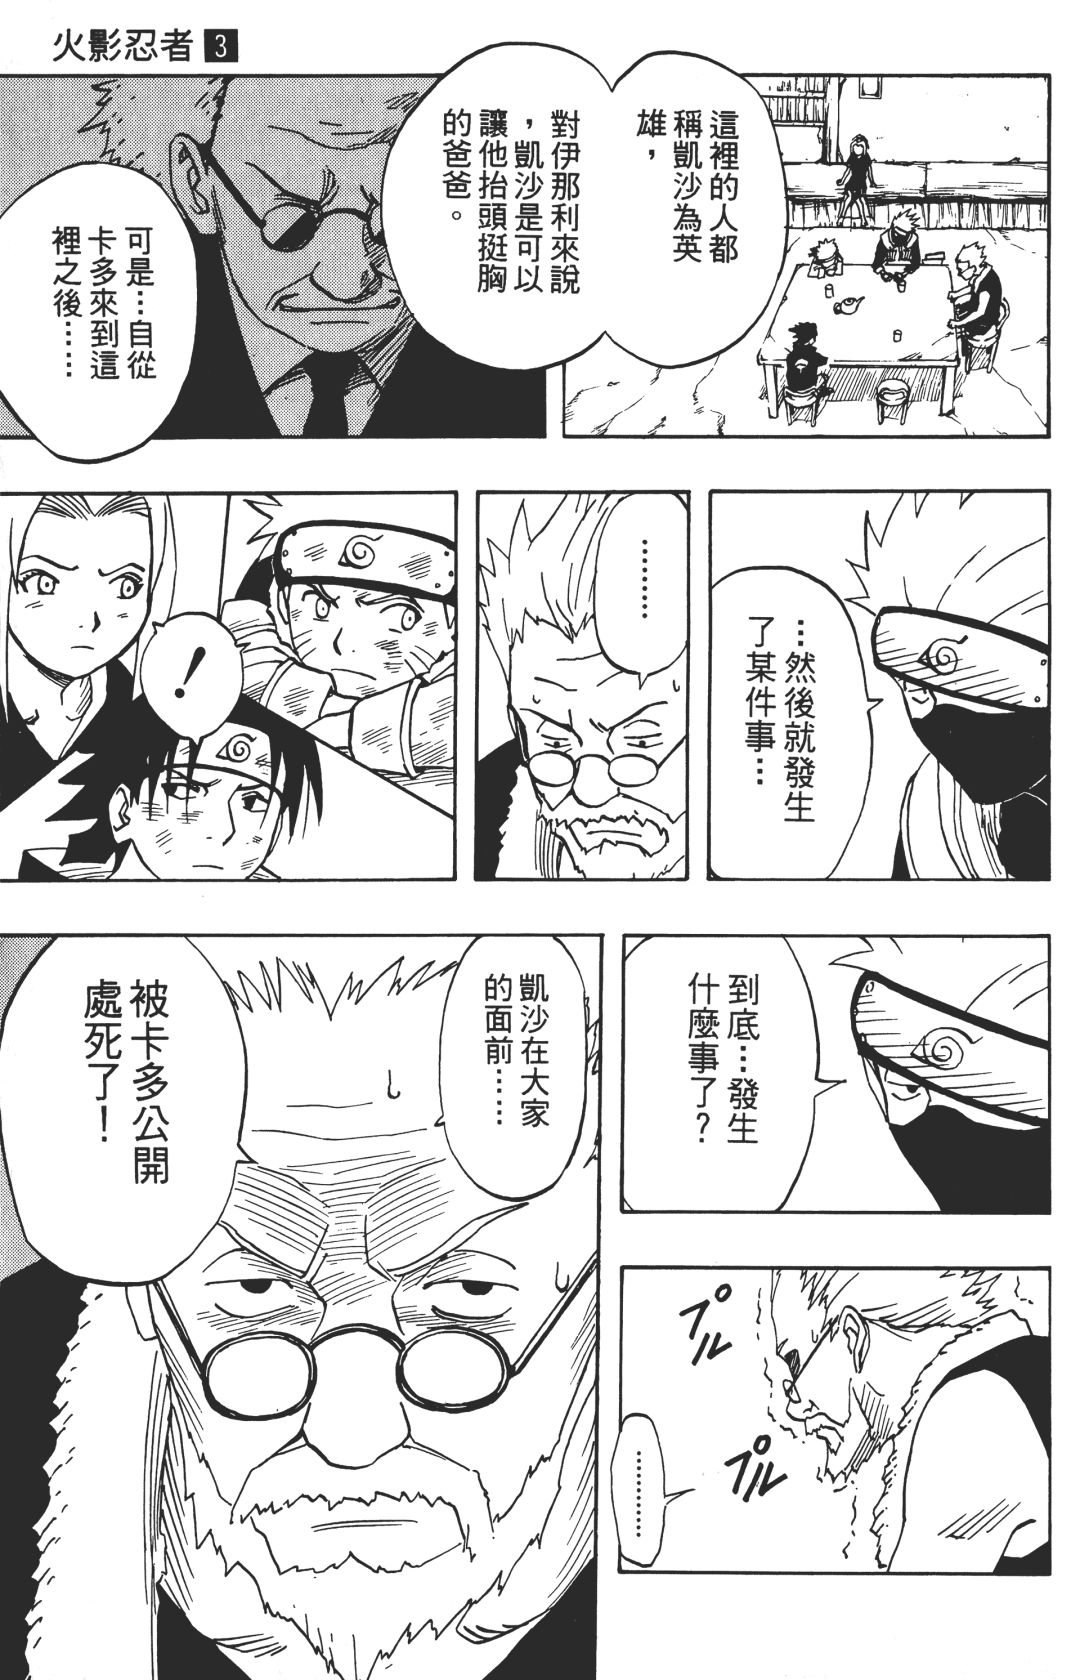 火影忍者 3
這裡的人都
稱凱沙為英
雄，
對伊那利來說
，凱沙是可以
讓他抬頭挺胸
的爸爸。
可是…自從
卡多來到這
裡之後……
…然後就發生
了某件事…
………
！
到底…發生
什麼事了？
プル
プル
………
凱沙在大家
的面前……
被卡多公開
處死了！